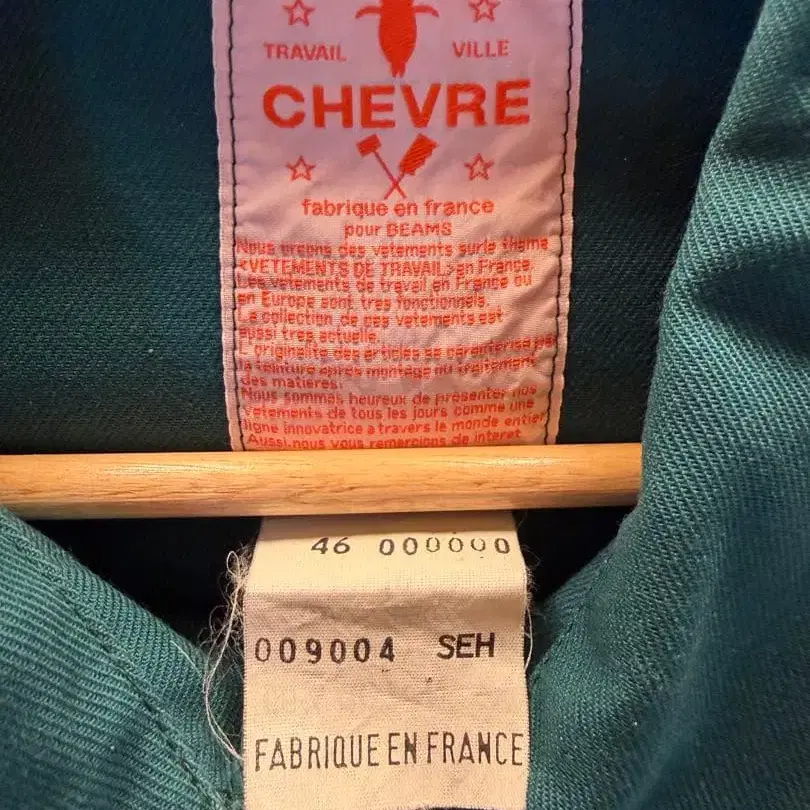 TRAVAIL VILLE
CHEVRE
fabrique en france
pour BEAMS
Nous creons des vetements surle thame
<VETEMENTS DE TRAVAIL>en France.
Les vetements de travail en France ou
en Europe sont tres fonctionnels.
La collection de ces vetements est
aussi tres actuelle.
L'originalite des articles se caracterise par
la teinture apres montage ou traitement
des matieres.
Nous sommes heureux de presenter nos
vetements de tous les jours comme une
ligne innovatrice a travers le monde entier
Aussi,nous vous remercions de interet
46 000000
009004 SEH
FABRIQUE EN FRANCE